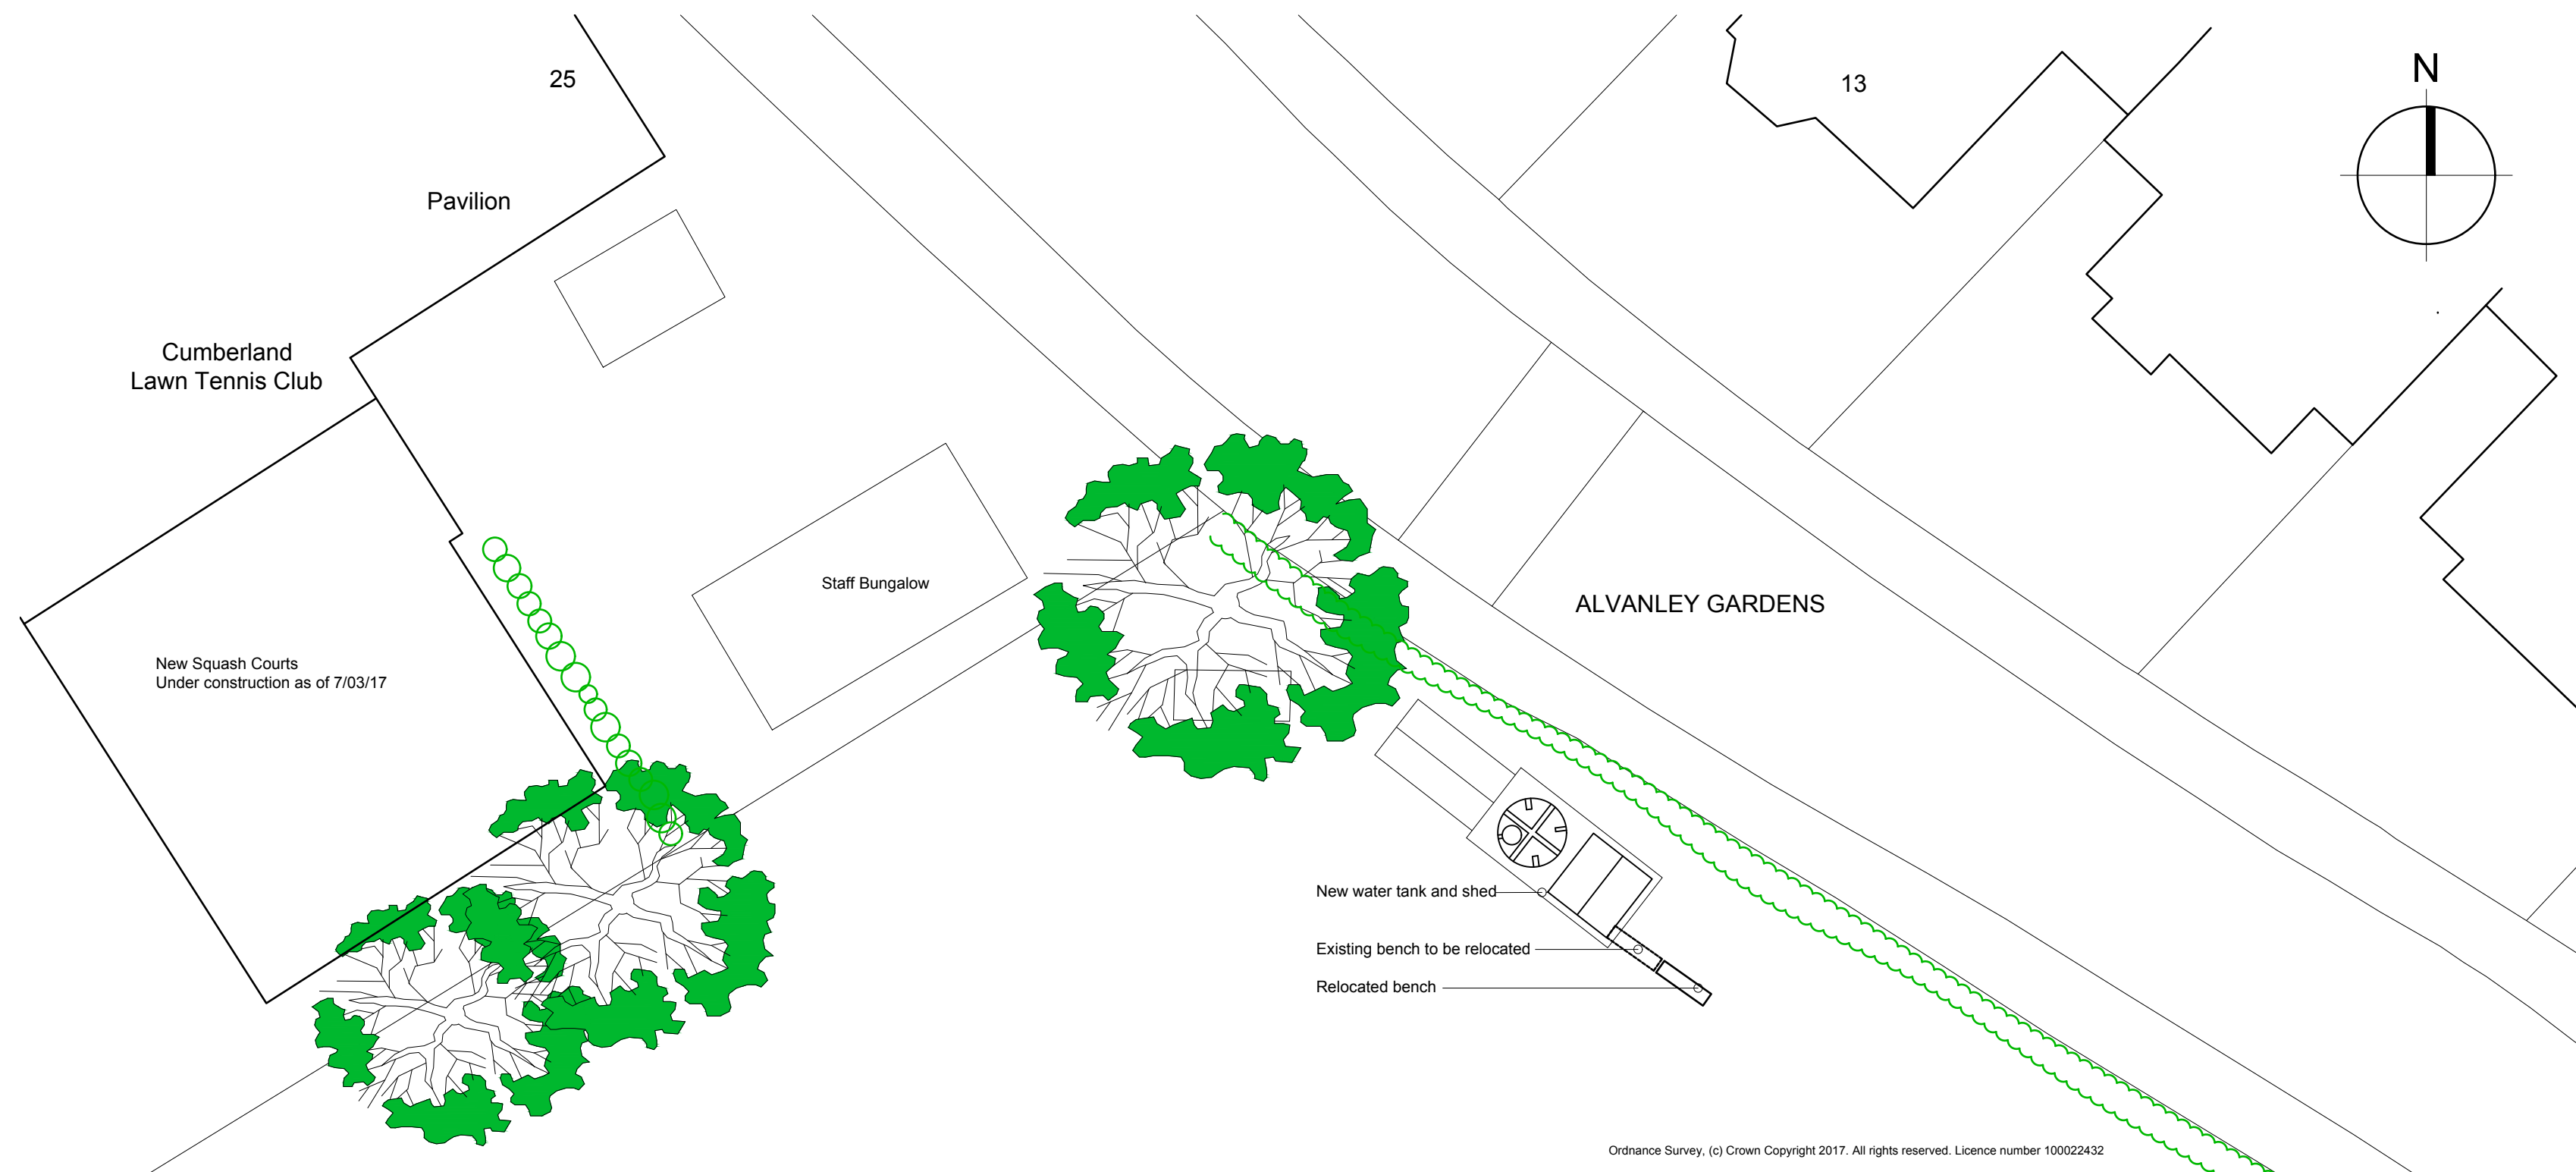 25
13
N
Pavilion
Cumberland
Lawn Tennis Club
Staff Bungalow
ALVANLEY GARDENS
New Squash Courts
Under construction as of 7/03/17
New water tank and shed
Existing bench to be relocated
Relocated bench
Ordnance Survey, (c) Crown Copyright 2017. All rights reserved. Licence number 100022432